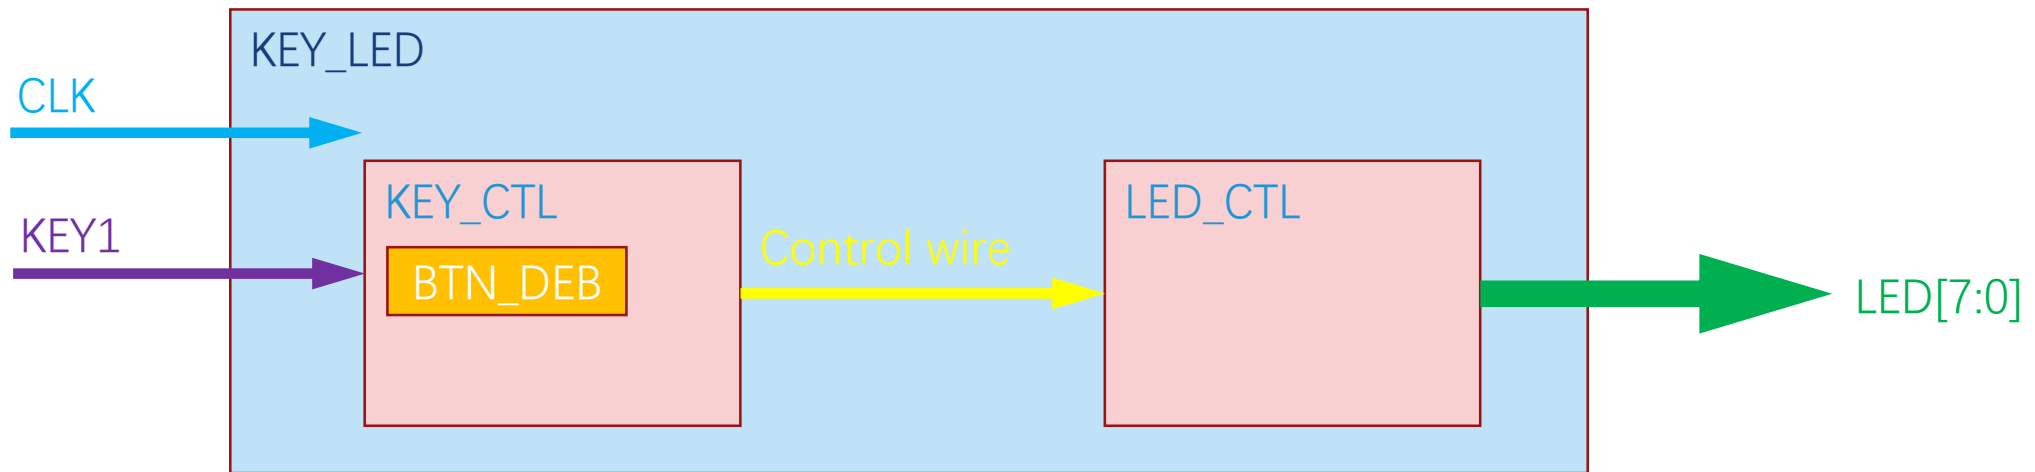 KEY_LED
CLK
KEY_CTL
LED_CTL
KEY1
Control wire
BTN_DEB
LED[7:0]